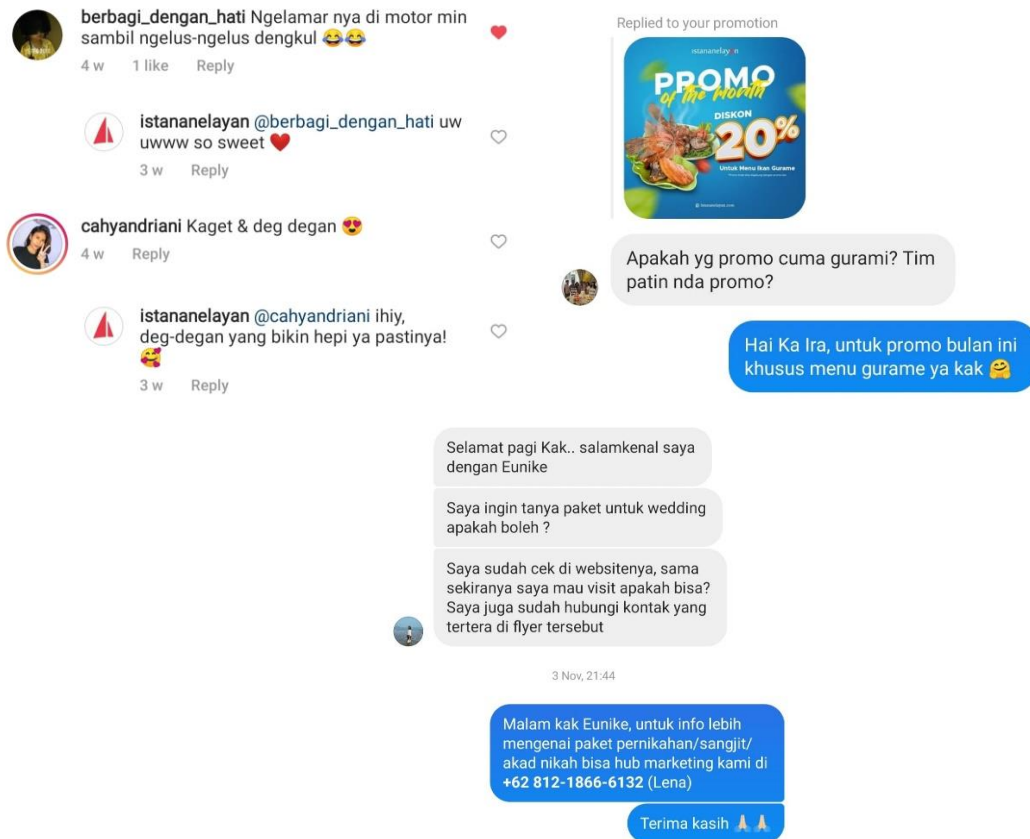 berbagi_dengan_hati Ngelamar nya di motor min
sambil ngelus-ngelus dengkul 😂😂
4 w 1 like Reply
istananelayan @berbagi_dengan_hati uw
uwww so sweet ❤️
3 w Reply
cahyandriani Kaget & deg degan 😍
4 w Reply
istananelayan @cahyandriani ihiy,
deg-degan yang bikin hepi ya pastinya!
🥰
3 w Reply
Replied to your promotion
istananelayan
PROMO
of the month
DISKON
20%
Untuk Menu Ikan Gurame
Apakah yg promo cuma gurami? Tim
patin nda promo?
Hai Ka Ira, untuk promo bulan ini
khusus menu gurame ya kak 🤗
Selamat pagi Kak.. salamkenal saya
dengan Eunike
Saya ingin tanya paket untuk wedding
apakah boleh ?
Saya sudah cek di websitenya, sama
sekiranya saya mau visit apakah bisa?
Saya juga sudah hubungi kontak yang
tertera di flyer tersebut
3 Nov, 21:44
Malam kak Eunike, untuk info lebih
mengenai paket pernikahan/sangjit/
akad nikah bisa hub marketing kami di
+62 812-1866-6132 (Lena)
Terima kasih 🙏🏻🙏🏻